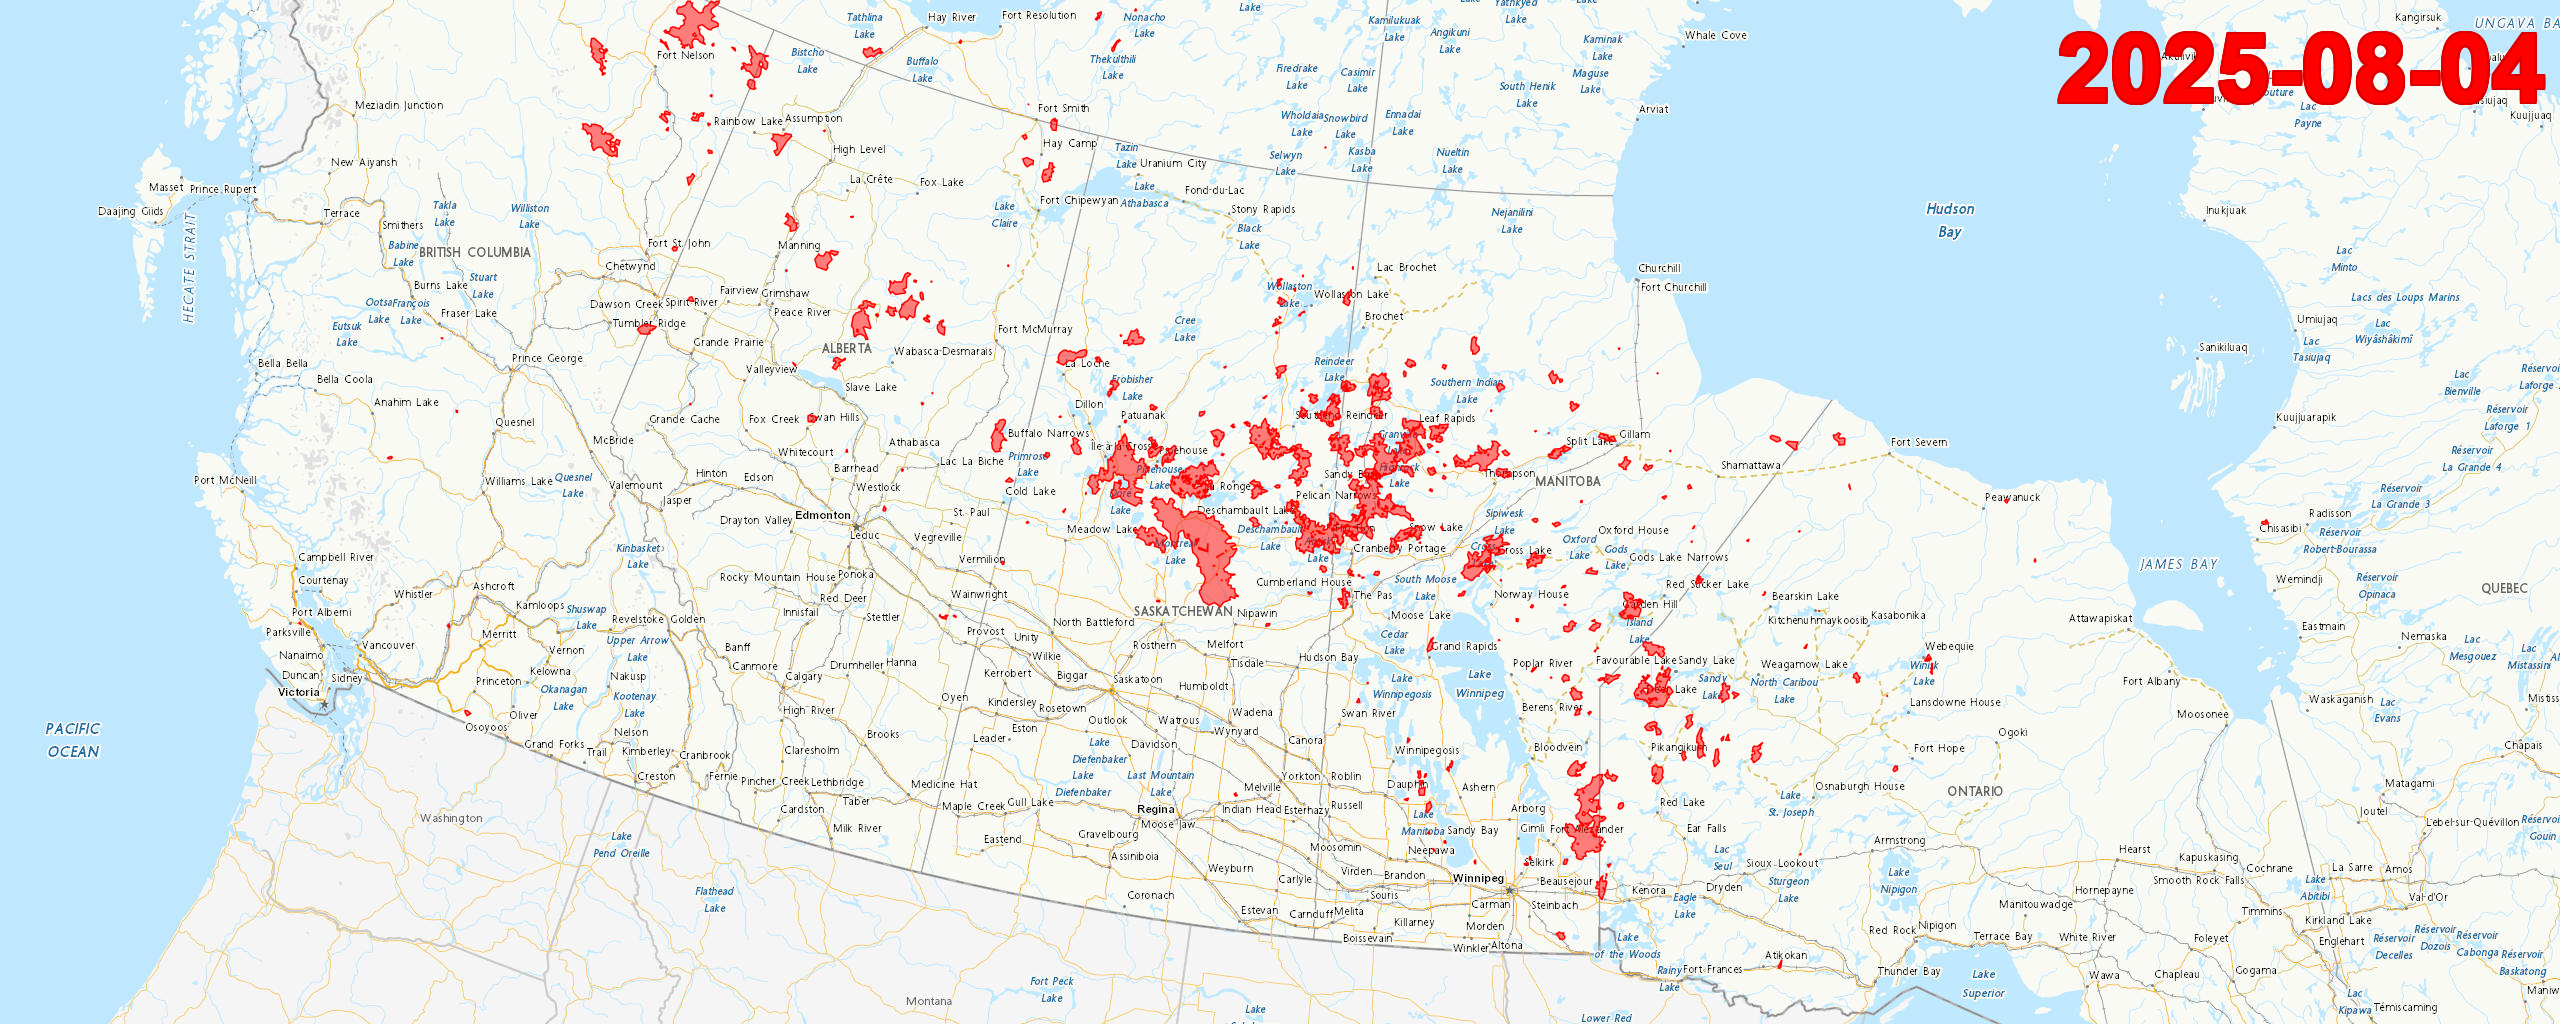 2025-08-04
Tathlina
Lake
Hay River
Fort Resolution
Nonacho
Lake
Lake
Kamilukuak
Lake
Yathkyed
Lake
Lake
Angikuni
Lake
Kaminak
Lake
Whale Cove
Kangirsuk
UNGAVA BA
Fort Nelson
Bistcho
Lake
Buffalo
Lake
Thekulthili
Lake
Firedrake
Lake
Casimir
Lake
Maguse
Lake
South Henik
Lake
Arviat
Lac
Payne
Kuujjuaq
Meziadin Junction
Rainbow Lake
Assumption
Fort Smith
Wholdaia
Lake
Snowbird
Lake
Ennadai
Lake
Hay Camp
Tazin
Lake
Uranium City
Selwyn
Lake
Kasba
Lake
Nueltin
Lake
New Aiyansh
High Level
La Crête
Fox Lake
Masset
Prince Rupert
Lake
Athabasca
Fond-du-Lac
Fort Chipewyan
Stony Rapids
Daajing Giids
Terrace
Takla
Lake
Williston
Lake
Lake
Claire
Nejanilini
Lake
Hudson
Bay
Inukjuak
HECATE STRAIT
Smithers
Babine
Lake
BRITISH COLUMBIA
Fort St. John
Manning
Black
Lake
Lac
Minto
Chetwynd
Lac Brochet
Churchill
Fort Churchill
Burns Lake
Stuart
Lake
Ootsa
Lake
François
Lake
Dawson Creek
Spirit River
Fairview
Grimshaw
Wollaston
Lake
Wollaston Lake
Lacs des Loups Marins
Fraser Lake
Eutsuk
Lake
Tumbler Ridge
Peace River
Cree
Lake
Brochet
Umiujaq
Lac
Wiyâshâkimî
Fort McMurray
Grande Prairie
ALBERTA
Wabasca-Desmarais
Lac
Tasiujaq
Sanikiluaq
Bella Bella
Prince George
Valleyview
La Loche
Reindeer
Lake
Bella Coola
Slave Lake
Frobisher
Lake
Southern Indian
Lake
Lac
Bienville
Réservoi
Laforge
Anahim Lake
Dillon
Quesnel
Grande Cache
Fox Creek
Swan Hills
Patuanak
Southend Reindeer
Leaf Rapids
Kuujjuarapik
Réservoir
Laforge 1
McBride
Athabasca
Buffalo Narrows
Île-à-la-Crosse
Pinehouse
Granville
Lake
Split Lake
Gillam
Fort Severn
Whitecourt
Barrhead
Lac La Biche
Primrose
Lake
Pinehouse
Lake
Sandy Bay
Thompson
Shamattawa
Réservoir
La Grande 4
Port McNeill
Williams Lake
Quesnel
Lake
Valemount
Hinton
Edson
Westlock
Cold Lake
Doré
Lake
La Ronge
Pelican Narrows
Lake
MANITOBA
Peawanuck
Réservoir
La Grande 3
Jasper
Edmonton
Drayton Valley
St. Paul
Meadow Lake
Deschambault Lake
Deschambault
Lake
Snow Lake
Sipiwesk
Lake
Oxford House
Radisson
Chisasibi
Réservoir
Robert-Bourassa
Leduc
Vegreville
Montreal
Lake
Lake
Cranberry Portage
Cross
Cross Lake
Oxford
Lake
Gods
Lake
Gods Lake Narrows
JAMES BAY
Campbell River
Kinbasket
Lake
Vermilion
Courtenay
Ashcroft
Rocky Mountain House
Ponoka
Cumberland House
South Moose
Lake
Red Sucker Lake
Wemindji
Réservoir
Opinaca
QUEBEC
Whistler
Kamloops
Shuswap
Lake
Red Deer
Wainwright
The Pas
Norway House
Bearskin Lake
Port Alberni
Revelstoke
Golden
Innisfail
Stettler
SASKATCHEWAN
Nipawin
Moose Lake
Garden Hill
Island
Lake
Kitchenuhmaykoosib
Kasabonika
Attawapiskat
Eastmain
Parksville
Vancouver
Merritt
Vernon
Upper Arrow
Lake
Provost
Unity
North Battleford
Cedar
Lake
Nemaska
Lac
Mesgouez
Lac
Mistassini
Nanaimo
Banff
Rosthern
Melfort
Grand Rapids
Webequie
Duncan
Sidney
Kelowna
Canmore
Drumheller
Hanna
Wilkie
Tisdale
Hudson Bay
Poplar River
Favourable Lake
Sandy Lake
Weagamow Lake
Winisk
Lake
Victoria
Princeton
Okanagan
Lake
Nakusp
Kootenay
Lake
Calgary
Kerrobert
Biggar
Saskatoon
Humboldt
Lake
Winnipegosis
Lake
Winnipeg
Deer Lake
Sandy
Lake
North Caribou
Lake
Fort Albany
Oliver
Osoyoos
High River
Oyen
Kindersley
Rosetown
Outlook
Watrous
Wadena
Swan River
Berens River
Lansdowne House
Moosonee
Waskaganish
Lac
Evans
PACIFIC
OCEAN
Nelson
Grand Forks
Trail
Kimberley
Cranbrook
Claresholm
Brooks
Leader
Eston
Lake
Diefenbaker
Davidson
Wynyard
Canora
Winnipegosis
Bloodvein
Pikangikum
Fort Hope
Ogoki
Chapais
Creston
Fernie
Pincher Creek
Lethbridge
Medicine Hat
Lake
Diefenbaker
Last Mountain
Lake
Melville
Yorkton
Roblin
Dauphin
Ashern
Osnaburgh House
ONTARIO
Matagami
Washington
Cardston
Taber
Maple Creek
Gull Lake
Regina
Moose Jaw
Indian Head
Esterhazy
Russell
Arborg
Red Lake
Lake
St. Joseph
Joutel
Lebel-sur-Quévillon
Réservoi
Gouin
Lake
Pend Oreille
Milk River
Eastend
Gravelbourg
Assiniboia
Moosomin
Lake
Manitoba
Sandy Bay
Gimli
Fort Alexander
Ear Falls
Armstrong
Neepawa
Selkirk
Lac
Seul
Sioux Lookout
Hearst
Kapuskasing
Cochrane
La Sarre
Amos
Flathead
Lake
Weyburn
Carlyle
Virden
Brandon
Winnipeg
Beausejour
Kenora
Dryden
Sturgeon
Lake
Lake
Nipigon
Hornepayne
Smooth Rock Falls
Lake
Abitibi
Val-d'Or
Coronach
Estevan
Carnduff
Melita
Souris
Carman
Steinbach
Eagle
Lake
Manitouwadge
Timmins
Kirkland Lake
Killarney
Morden
Boissevain
Winkler
Altona
Lake
of the Woods
Red Rock
Nipigon
Terrace Bay
White River
Foleyet
Englehart
Réservoir
Decelles
Réservoir
Dozois
Réservoir
Cabonga
Réservoir
Baskatong
Atikokan
Rainy
Lake
Fort Frances
Thunder Bay
Lake
Superior
Wawa
Chapleau
Gogama
Montana
Fort Peck
Lake
Lake
Lower Red
Lac
Kipawa
Témiscaming
Maniw